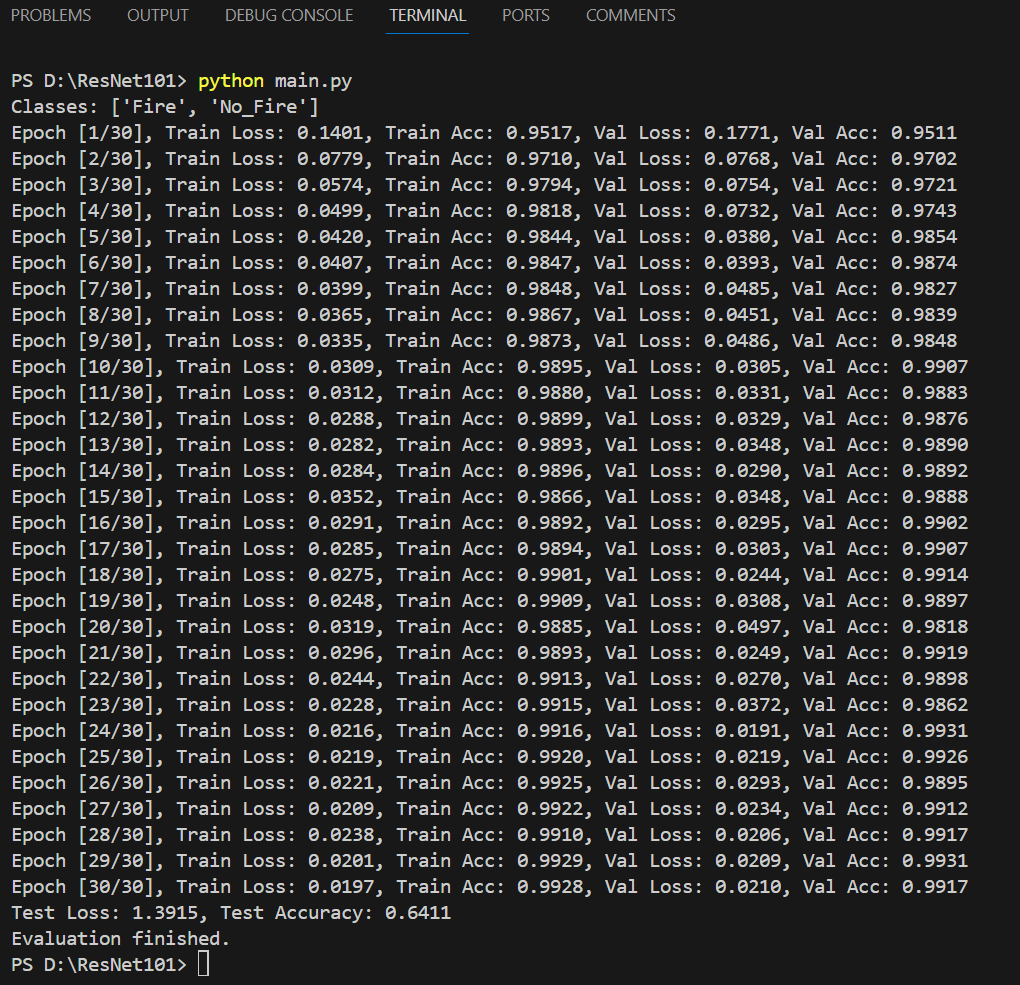 PROBLEMS OUTPUT DEBUG CONSOLE TERMINAL PORTS COMMENTS
PS D:\ResNet101> python main.py
Classes: ['Fire', 'No_Fire']
Epoch [1/30], Train Loss: 0.1401, Train Acc: 0.9517, Val Loss: 0.1771, Val Acc: 0.9511
Epoch [2/30], Train Loss: 0.0779, Train Acc: 0.9710, Val Loss: 0.0768, Val Acc: 0.9702
Epoch [3/30], Train Loss: 0.0574, Train Acc: 0.9794, Val Loss: 0.0754, Val Acc: 0.9721
Epoch [4/30], Train Loss: 0.0499, Train Acc: 0.9818, Val Loss: 0.0732, Val Acc: 0.9743
Epoch [5/30], Train Loss: 0.0420, Train Acc: 0.9844, Val Loss: 0.0380, Val Acc: 0.9854
Epoch [6/30], Train Loss: 0.0407, Train Acc: 0.9847, Val Loss: 0.0393, Val Acc: 0.9874
Epoch [7/30], Train Loss: 0.0399, Train Acc: 0.9848, Val Loss: 0.0485, Val Acc: 0.9827
Epoch [8/30], Train Loss: 0.0365, Train Acc: 0.9867, Val Loss: 0.0451, Val Acc: 0.9839
Epoch [9/30], Train Loss: 0.0335, Train Acc: 0.9873, Val Loss: 0.0486, Val Acc: 0.9848
Epoch [10/30], Train Loss: 0.0309, Train Acc: 0.9895, Val Loss: 0.0305, Val Acc: 0.9907
Epoch [11/30], Train Loss: 0.0312, Train Acc: 0.9880, Val Loss: 0.0331, Val Acc: 0.9883
Epoch [12/30], Train Loss: 0.0288, Train Acc: 0.9899, Val Loss: 0.0329, Val Acc: 0.9876
Epoch [13/30], Train Loss: 0.0282, Train Acc: 0.9893, Val Loss: 0.0348, Val Acc: 0.9890
Epoch [14/30], Train Loss: 0.0284, Train Acc: 0.9896, Val Loss: 0.0290, Val Acc: 0.9892
Epoch [15/30], Train Loss: 0.0352, Train Acc: 0.9866, Val Loss: 0.0348, Val Acc: 0.9888
Epoch [16/30], Train Loss: 0.0291, Train Acc: 0.9892, Val Loss: 0.0295, Val Acc: 0.9902
Epoch [17/30], Train Loss: 0.0285, Train Acc: 0.9894, Val Loss: 0.0303, Val Acc: 0.9907
Epoch [18/30], Train Loss: 0.0275, Train Acc: 0.9901, Val Loss: 0.0244, Val Acc: 0.9914
Epoch [19/30], Train Loss: 0.0248, Train Acc: 0.9909, Val Loss: 0.0308, Val Acc: 0.9897
Epoch [20/30], Train Loss: 0.0319, Train Acc: 0.9885, Val Loss: 0.0497, Val Acc: 0.9818
Epoch [21/30], Train Loss: 0.0296, Train Acc: 0.9893, Val Loss: 0.0249, Val Acc: 0.9919
Epoch [22/30], Train Loss: 0.0244, Train Acc: 0.9913, Val Loss: 0.0270, Val Acc: 0.9898
Epoch [23/30], Train Loss: 0.0228, Train Acc: 0.9915, Val Loss: 0.0372, Val Acc: 0.9862
Epoch [24/30], Train Loss: 0.0216, Train Acc: 0.9916, Val Loss: 0.0191, Val Acc: 0.9931
Epoch [25/30], Train Loss: 0.0219, Train Acc: 0.9920, Val Loss: 0.0219, Val Acc: 0.9926
Epoch [26/30], Train Loss: 0.0221, Train Acc: 0.9925, Val Loss: 0.0293, Val Acc: 0.9895
Epoch [27/30], Train Loss: 0.0209, Train Acc: 0.9922, Val Loss: 0.0234, Val Acc: 0.9912
Epoch [28/30], Train Loss: 0.0238, Train Acc: 0.9910, Val Loss: 0.0206, Val Acc: 0.9917
Epoch [29/30], Train Loss: 0.0201, Train Acc: 0.9929, Val Loss: 0.0209, Val Acc: 0.9931
Epoch [30/30], Train Loss: 0.0197, Train Acc: 0.9928, Val Loss: 0.0210, Val Acc: 0.9917
Test Loss: 1.3915, Test Accuracy: 0.6411
Evaluation finished.
PS D:\ResNet101>